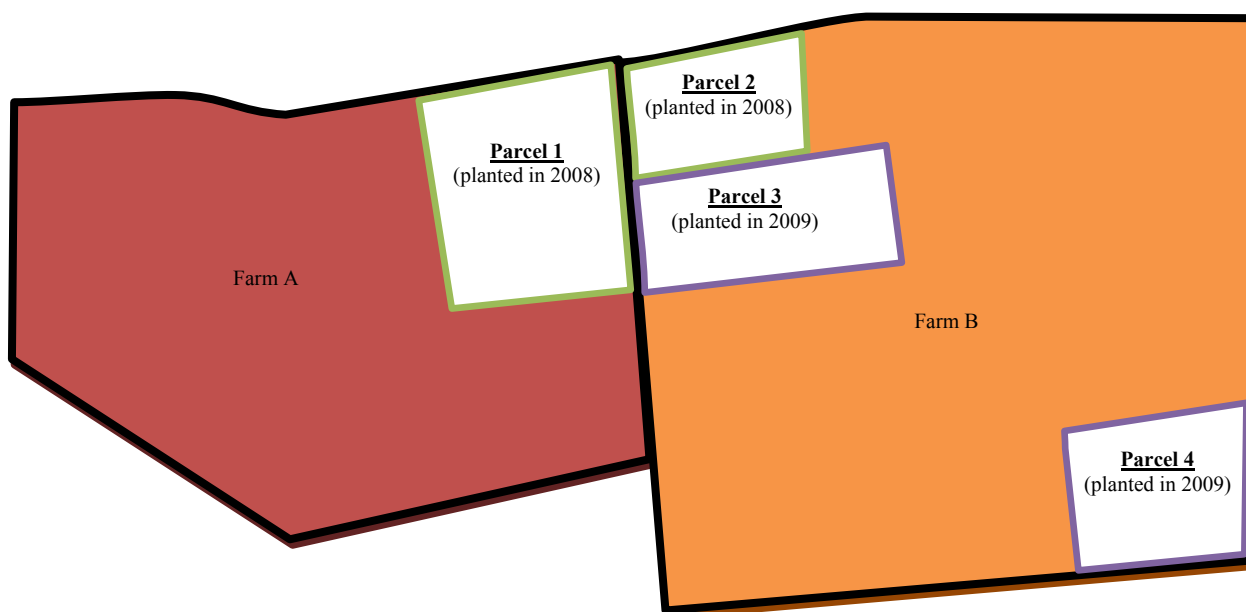 Parcel 2
(planted in 2008)
Parcel 1
(planted in 2008)
Parcel 3
(planted in 2009)
Farm A
Farm B
Parcel 4
(planted in 2009)